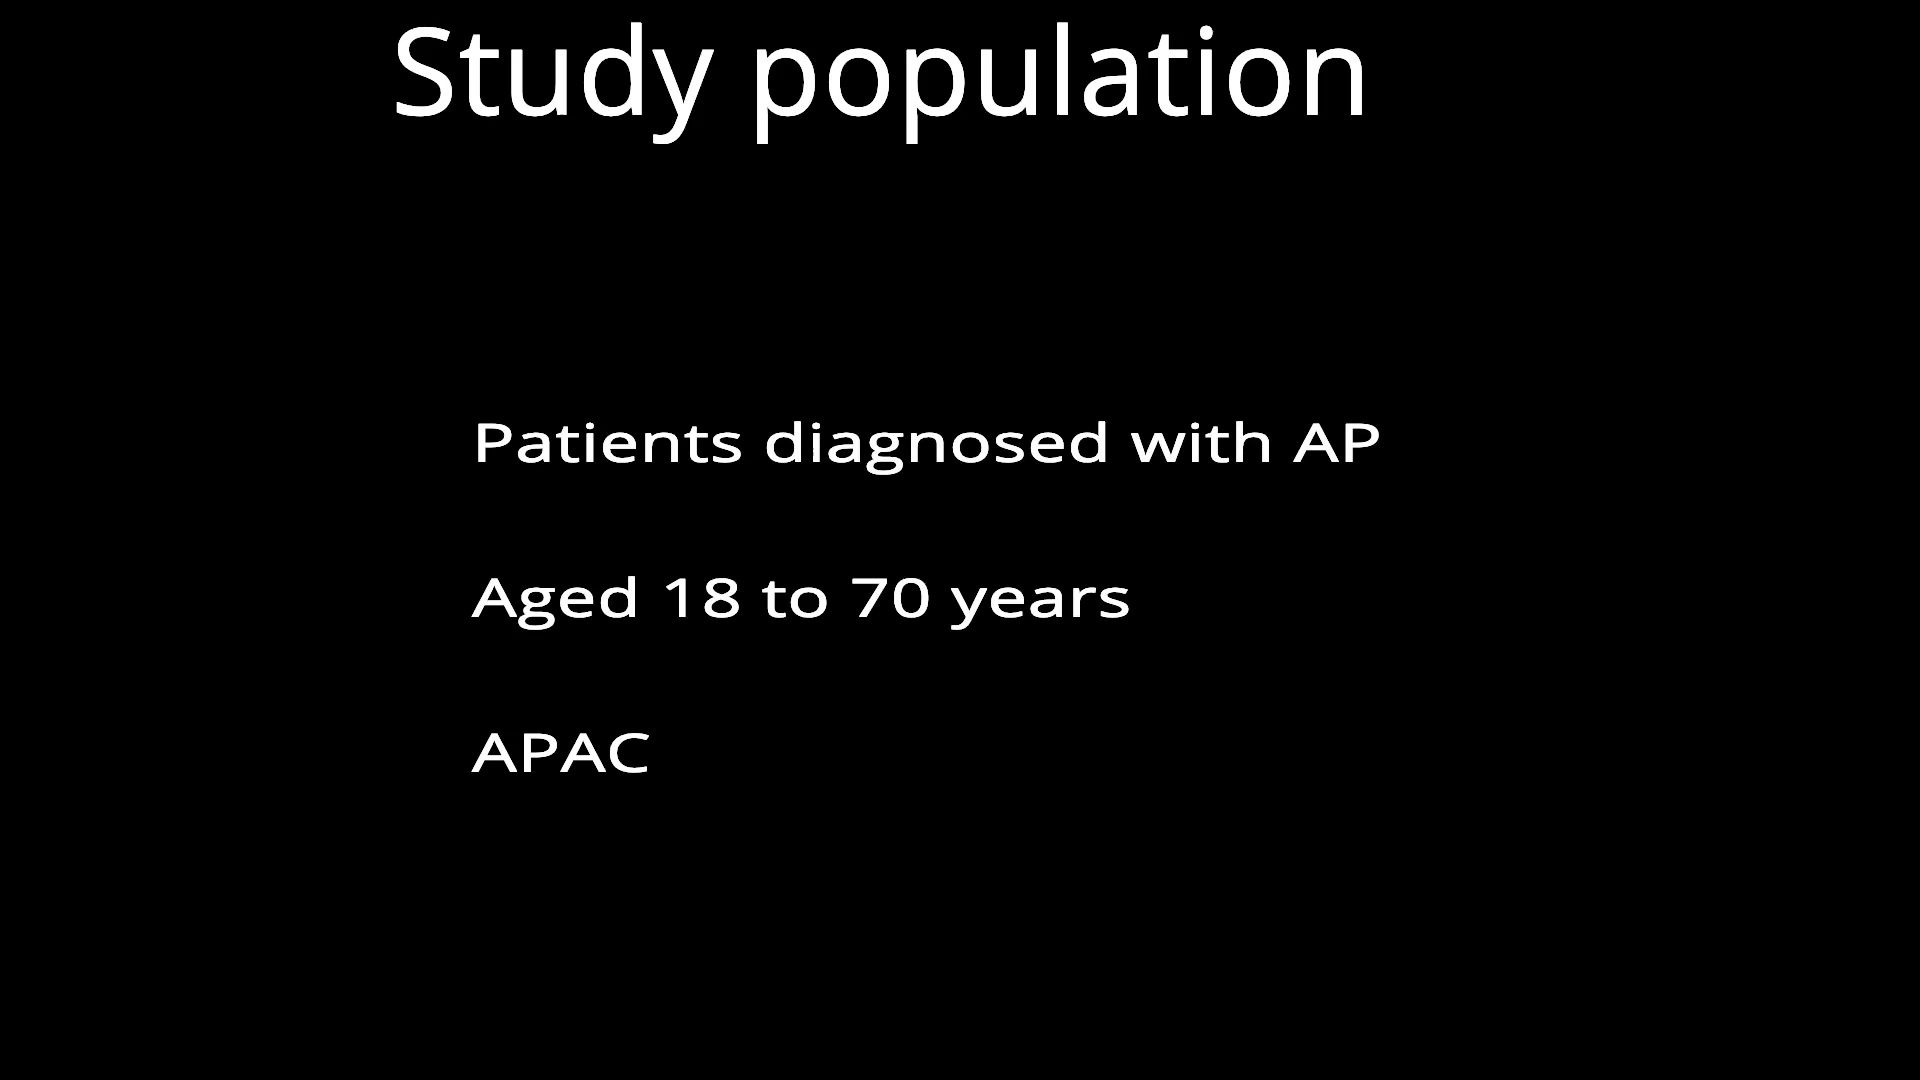 Study population
Patients diagnosed with AP
Aged 18 to 70 years
APAC